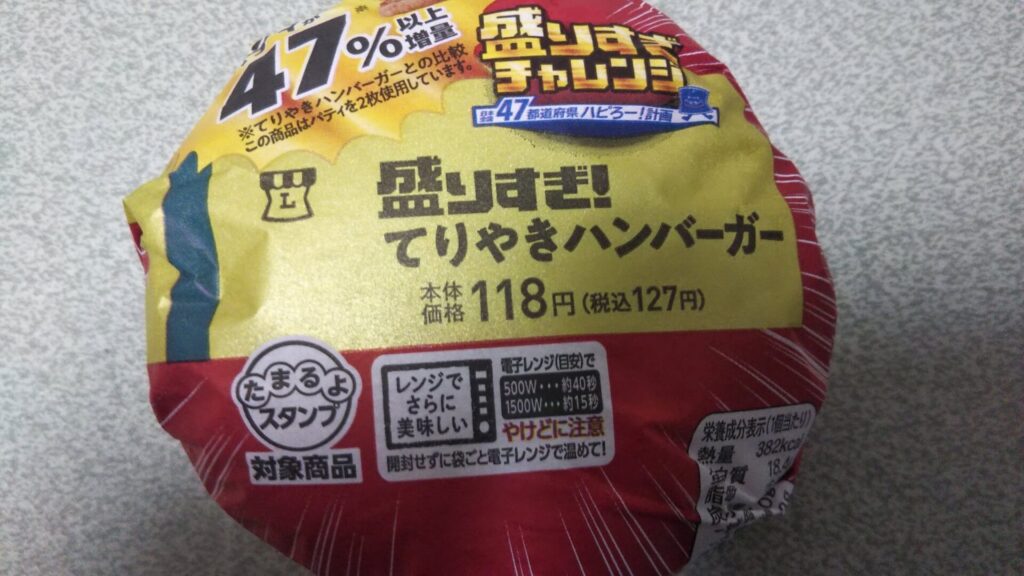 47%以上
増量
※てりやきハンバーガーとの比較
この商品はパティを2枚使用しています。
盛りすぎ
チャレンジ
47都道府県ハピろー!計画
L
盛りすぎ!
てりやきハンバーガー
本体
価格 118円(税込127円)
たまるよ
スタンプ
対象商品
レンジで
さらに
美味しい
電子レンジ(目安)で
500W・・・約40秒
1500W・・・約15秒
やけどに注意
開封せずに袋ごと電子レンジで温めて!
栄養成分表示(1個当たり)
熱量 382kcal
質 18.
脂